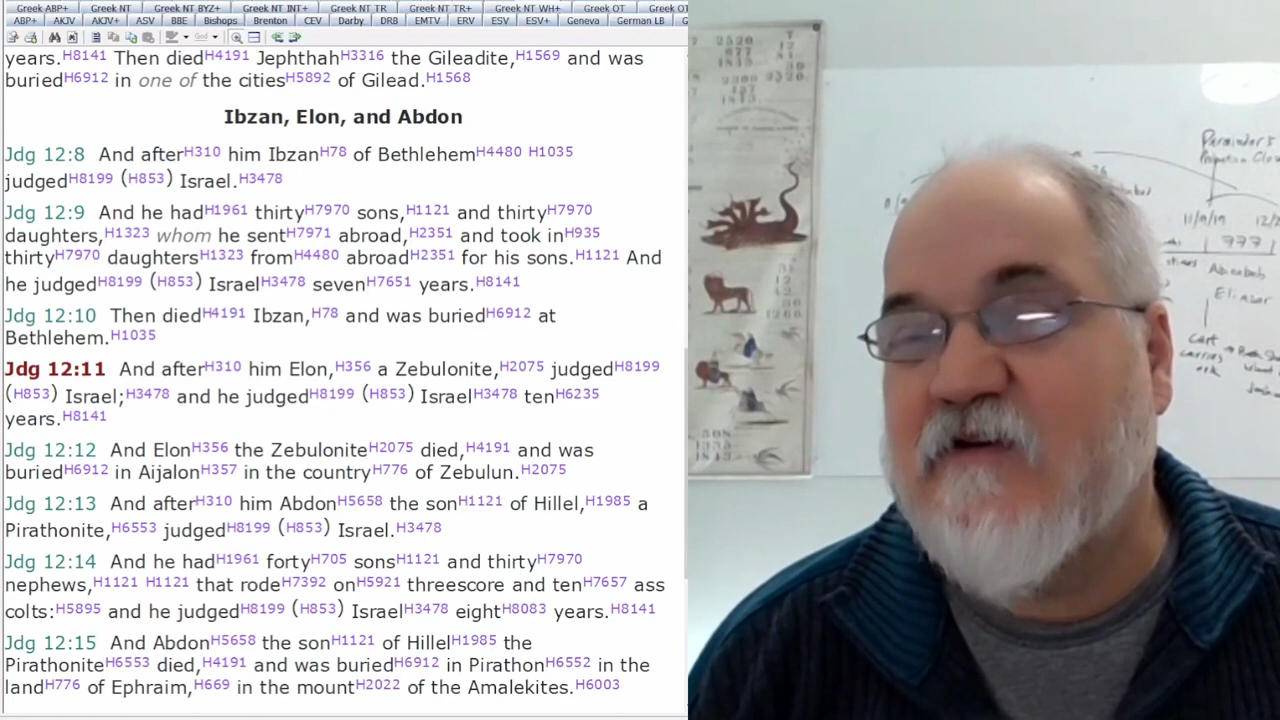 Greek ABP+ Greek NT Greek NT BYZ+ Greek NT INT+ Greek NT TR Greek NT TR+ Greek NT WH+ Greek OT
ABP+ AKJV AKJV+ ASV BBE Bishops Brenton CEV Darby DRB EMTV ERV ESV ESV+ Geneva German LB
years.H8141 Then diedH4191 JephthahH3316 the Gileadite,H1569 and was
buriedH6912 in one of the citiesH5892 of Gilead.H1568
Ibzan, Elon, and Abdon
Jdg 12:8 And afterH310 him IbzanH78 of BethlehemH4480 H1035
judgedH8199 (H853) Israel.H3478
Jdg 12:9 And he hadH1961 thirtyH7970 sons,H1121 and thirtyH7970
daughters,H1323 whom he sentH7971 abroad,H2351 and took inH935
thirtyH7970 daughtersH1323 fromH4480 abroadH2351 for his sons.H1121 And
he judgedH8199 (H853) IsraelH3478 sevenH7651 years.H8141
Jdg 12:10 Then diedH4191 Ibzan,H78 and was buriedH6912 at
Bethlehem.H1035
Jdg 12:11 And afterH310 him Elon,H356 a Zebulonite,H2075 judgedH8199
(H853) Israel;H3478 and he judgedH8199 (H853) IsraelH3478 tenH6235
years.H8141
Jdg 12:12 And ElonH356 the ZebuloniteH2075 died,H4191 and was
buriedH6912 in AijalonH357 in the countryH776 of Zebulun.H2075
Jdg 12:13 And afterH310 him AbdonH5658 the sonH1121 of Hillel,H1985 a
Pirathonite,H6553 judgedH8199 (H853) Israel.H3478
Jdg 12:14 And he hadH1961 fortyH705 sonsH1121 and thirtyH7970
nephews,H1121 H1121 that rodeH7392 onH5921 threescore and tenH7657 ass
colts:H5895 and he judgedH8199 (H853) IsraelH3478 eightH8083 years.H8141
Jdg 12:15 And AbdonH5658 the sonH1121 of HillelH1985 the
PirathoniteH6553 died,H4191 and was buriedH6912 in PirathonH6552 in the
landH776 of Ephraim,H669 in the mountH2022 of the Amalekites.H6003
2520
677
2520
1260
11/9/19
777
Eliazar